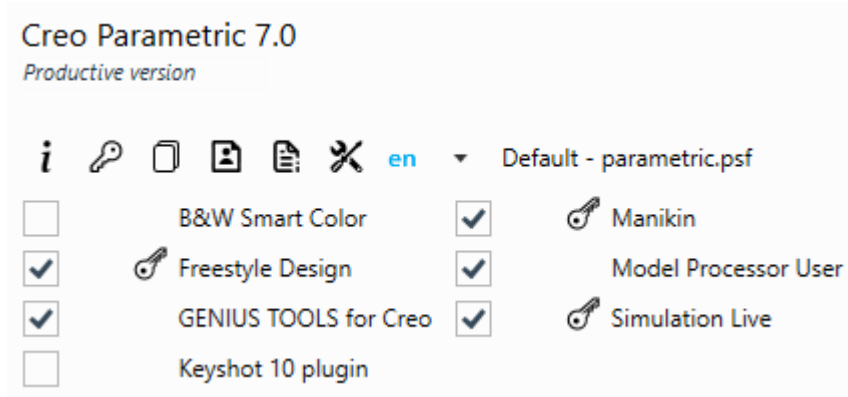 Creo Parametric 7.0
Productive version
en Default - parametric.psf
B&W Smart Color Manikin
Freestyle Design Model Processor User
GENIUS TOOLS for Creo Simulation Live
Keyshot 10 plugin